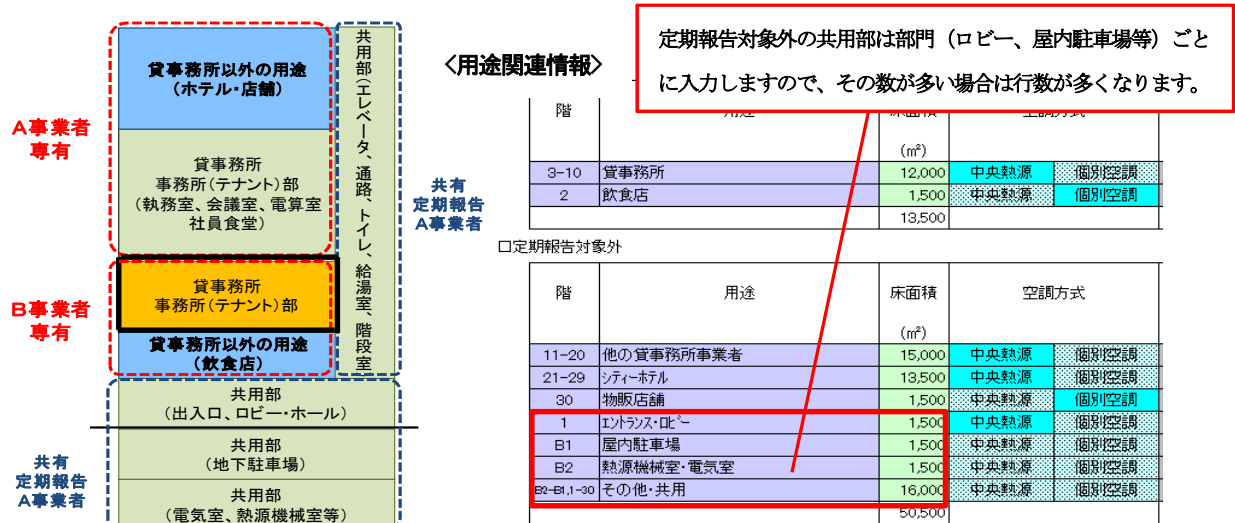 貸事務所以外の用途
(ホテル・店舗)
A事業者
専有
貸事務所
事務所(テナント)部
(執務室、会議室、電算室
社員食堂)
共用部(エレベータ、通路、トイレ、給湯室、階段室)
共有
定期報告
A事業者
貸事務所
事務所(テナント)部
B事業者
専有
貸事務所以外の用途
(飲食店)
共用部
(出入口、ロビー・ホール)
共用部
(地下駐車場)
共有
定期報告
A事業者
共用部
(電気室、熱源機械室等)
〈用途関連情報〉
定期報告対象外の共用部は部門(ロビー、屋内駐車場等)ごと
に入力しますので、その数が多い場合は行数が多くなります。
階 用途 床面積 空調方式
(㎡)
3-10 貸事務所 12,000 中央熱源 個別空調
2 飲食店 1,500 中央熱源 個別空調
13,500
□定期報告対象外
階 用途 床面積 空調方式
(㎡)
11-20 他の貸事務所事業者 15,000 中央熱源 個別空調
21-29 シティーホテル 13,500 中央熱源 個別空調
30 物販店舗 1,500 中央熱源 個別空調
1 エントランス・ロビー 1,500 中央熱源 個別空調
B1 屋内駐車場 1,500 中央熱源 個別空調
B2 熱源機械室・電気室 1,500 中央熱源 個別空調
B2-B1,1-30 その他・共用 16,000 中央熱源 個別空調
50,500